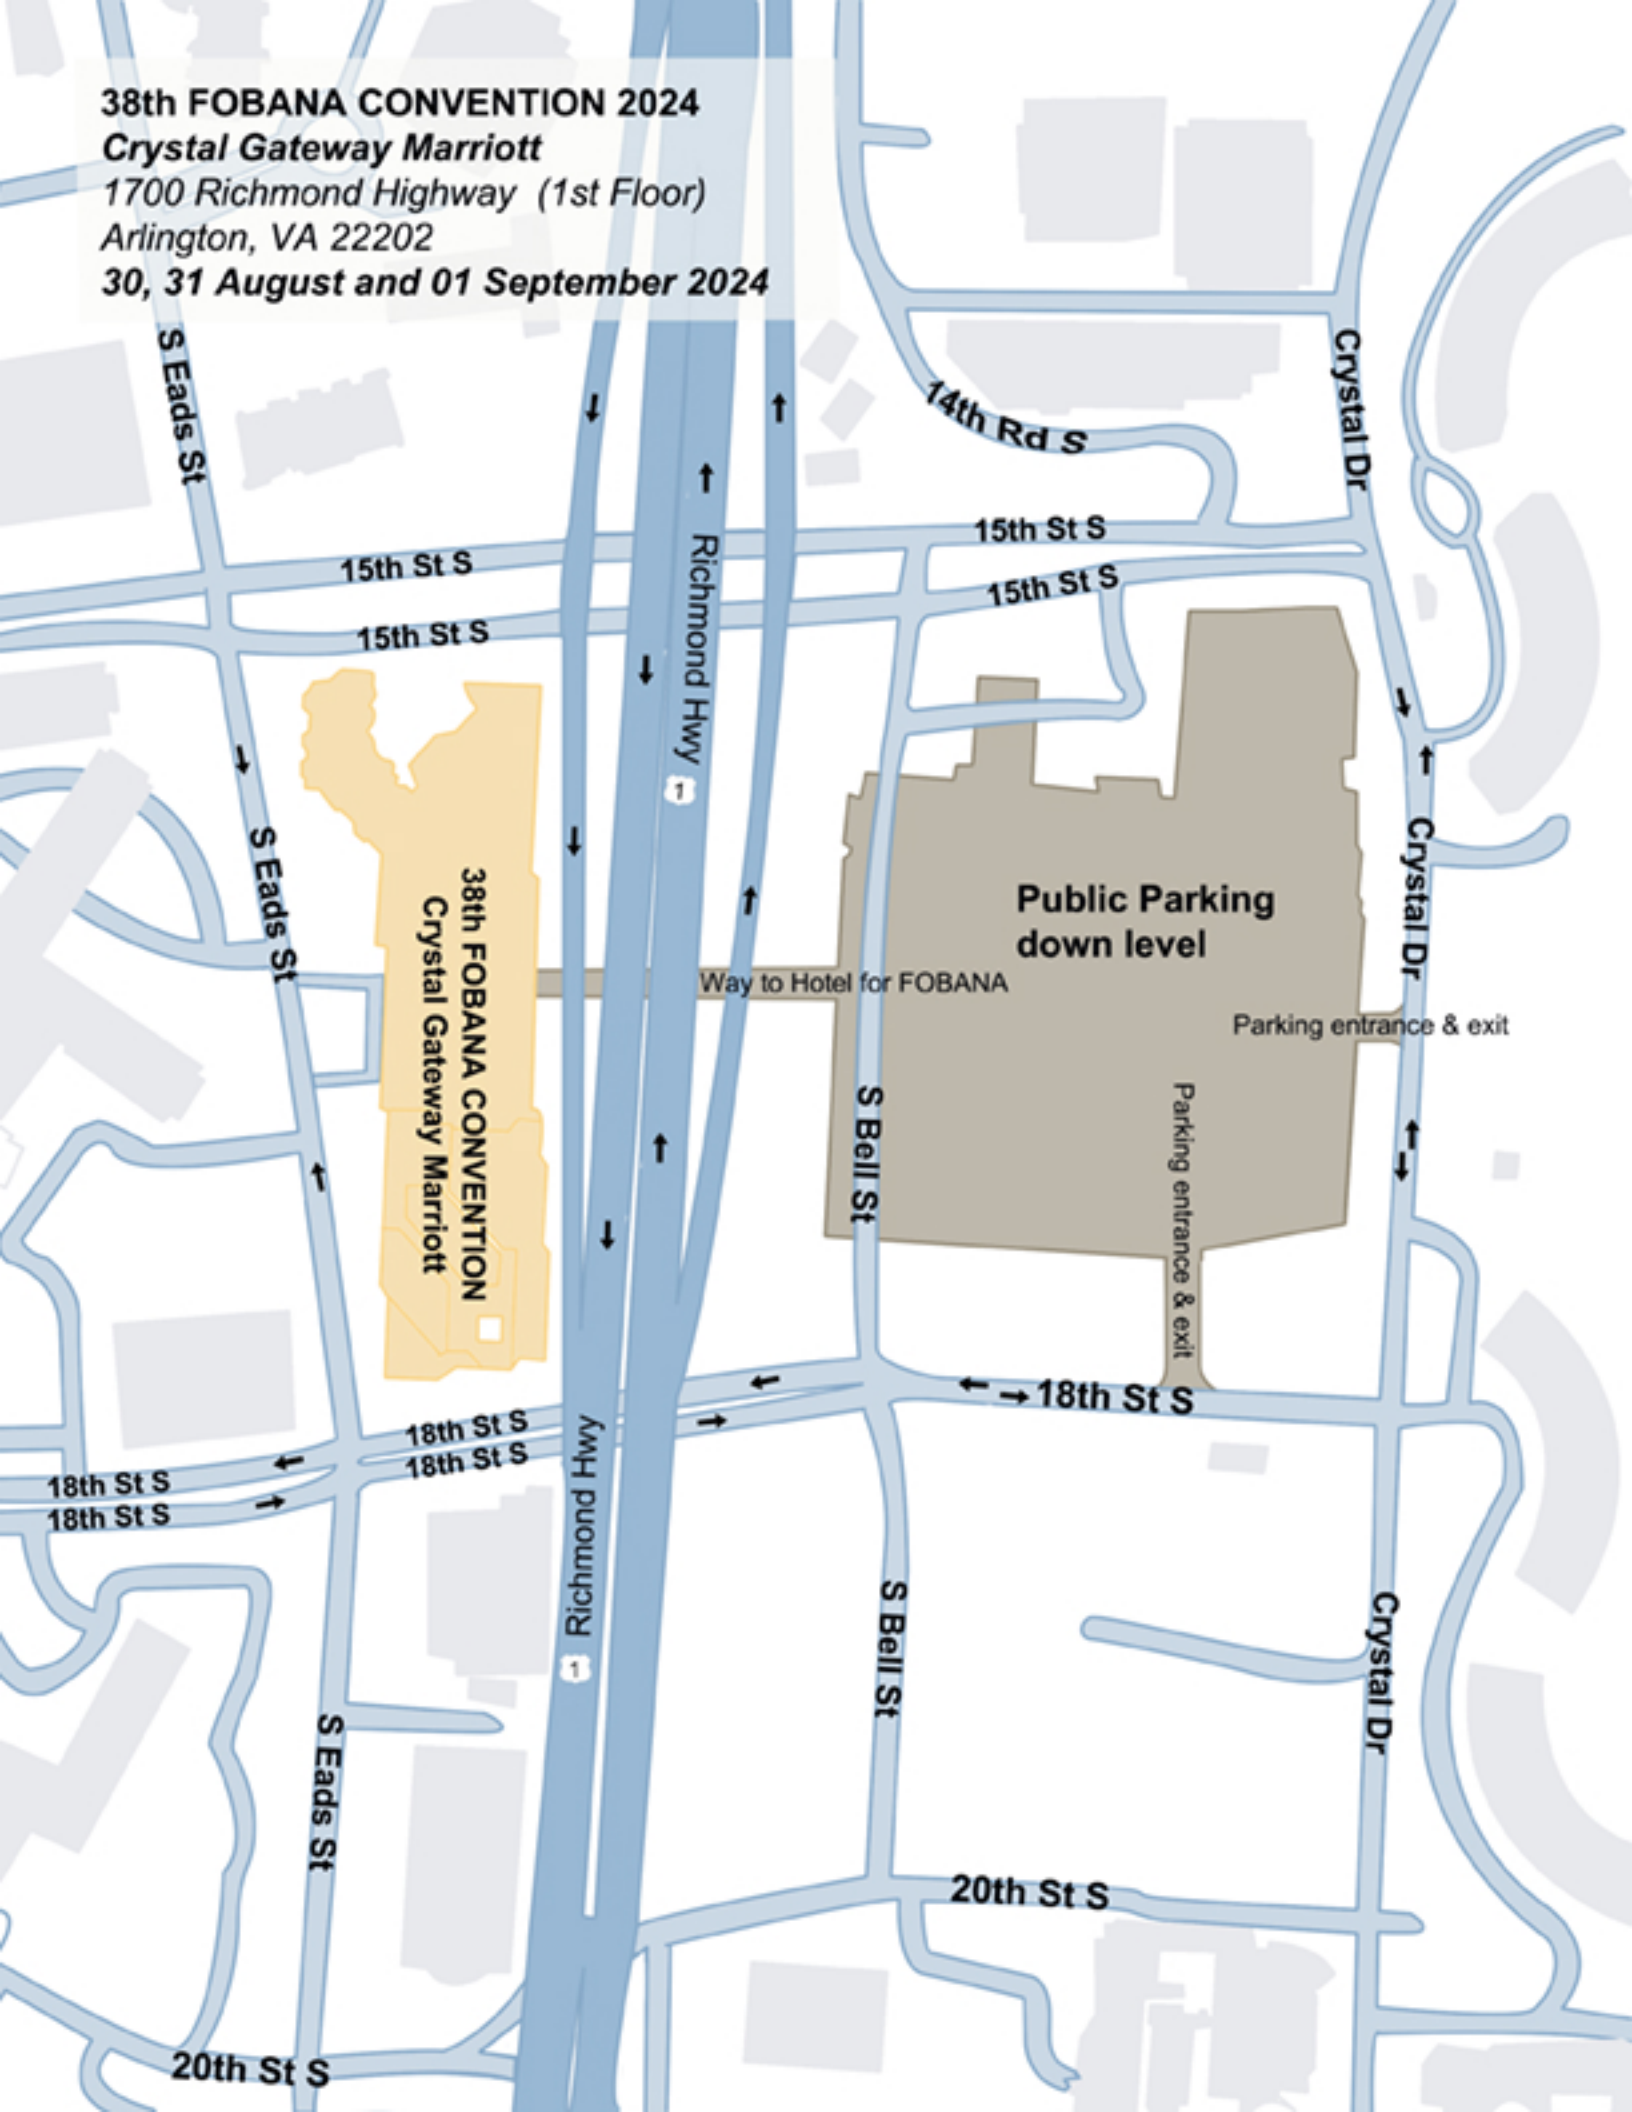 38th FOBANA CONVENTION 2024
Crystal Gateway Marriott
1700 Richmond Highway (1st Floor)
Arlington, VA 22202
30, 31 August and 01 September 2024
S Eads St
Crystal Dr
14th Rd S
15th St S
15th St S
15th St S
15th St S
Richmond Hwy
1
S Eads St
38th FOBANA CONVENTION
Crystal Gateway Marriott
Public Parking
down level
Crystal Dr
Way to Hotel for FOBANA
Parking entrance & exit
Parking entrance & exit
S Bell St
18th St S
18th St S
18th St S
18th St S
18th St S
Richmond Hwy
1
S Bell St
Crystal Dr
S Eads St
20th St S
20th St S